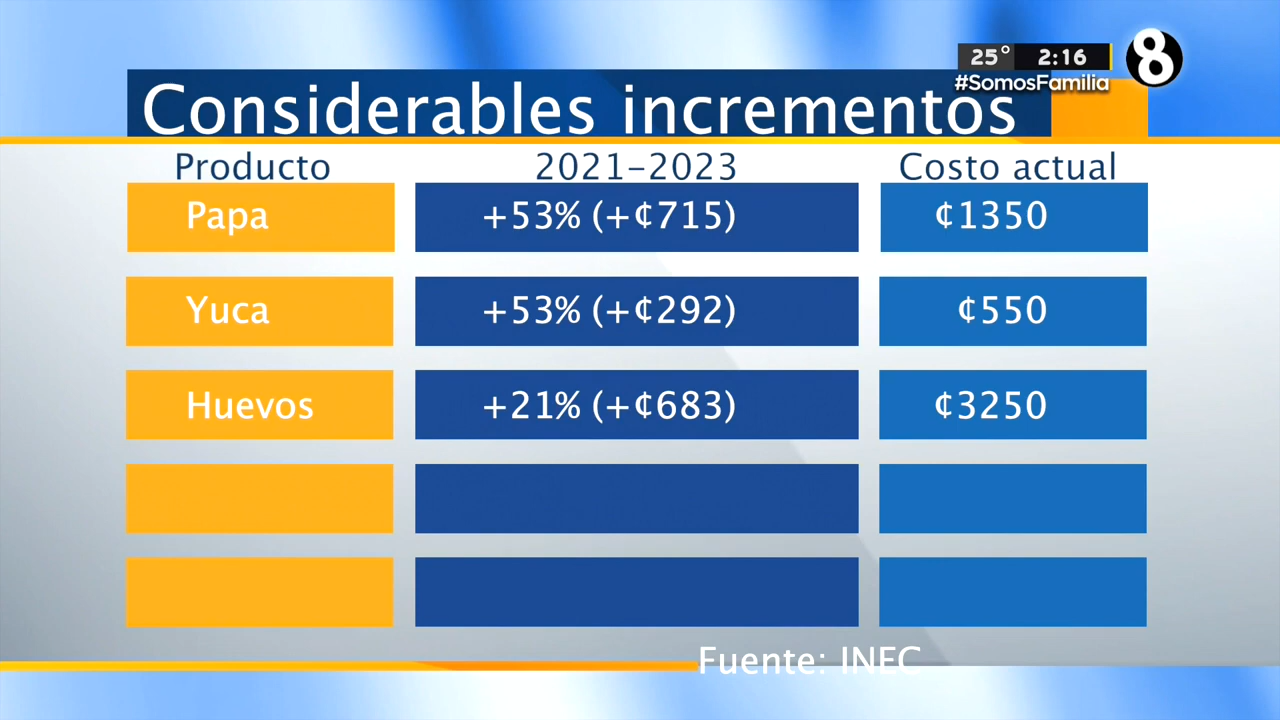 25° 2:16
8
#SomosFamilia
Considerables incrementos
Producto 2021-2023 Costo actual
Papa +53% (+¢715) ¢1350
Yuca +53% (+¢292) ¢550
Huevos +21% (+¢683) ¢3250
Fuente: INEC